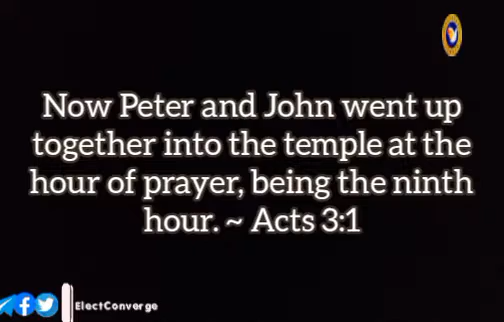 Now Peter and John went up
together into the temple at the
hour of prayer, being the ninth
hour. ~ Acts 3:1
ElectConverge